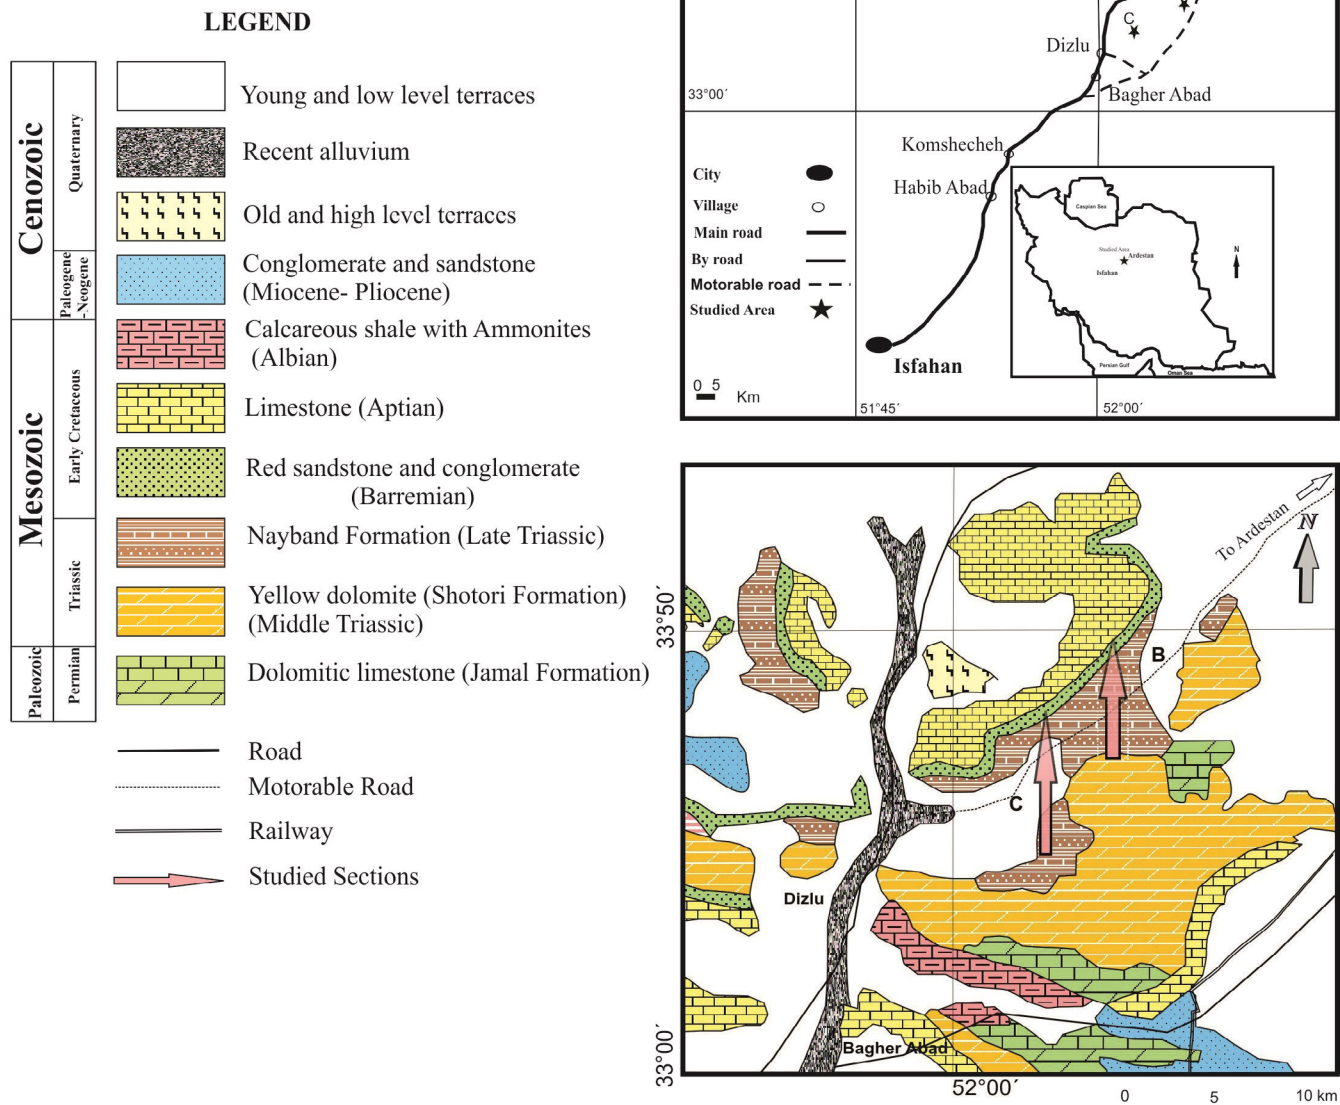 LEGEND
Cenozoic
Quaternary
Paleogene
-Neogene
Mesozoic
Early Cretaceous
Triassic
Paleozoic
Permian
Young and low level terraces
Recent alluvium
Old and high level terraces
Conglomerate and sandstone
(Miocene- Pliocene)
Calcareous shale with Ammonites
(Albian)
Limestone (Aptian)
Red sandstone and conglomerate
(Barremian)
Nayband Formation (Late Triassic)
Yellow dolomite (Shotori Formation)
(Middle Triassic)
Dolomitic limestone (Jamal Formation)
Road
Motorable Road
Railway
Studied Sections
C
Dizlu
33°00´
Bagher Abad
Komshecheh
Habib Abad
City
Village
Main road
By road
Motorable road
Studied Area
Isfahan
0 5
Km
51°45´
52°00´
Caspian Sea
Studied Area
Ardestan
Isfahan
N
Persian Gulf
Oman Sea
To Ardestan
N
33°50´
B
C
Dizlu
Bagher Abad
33°00´
52°00´
0 5 10 km